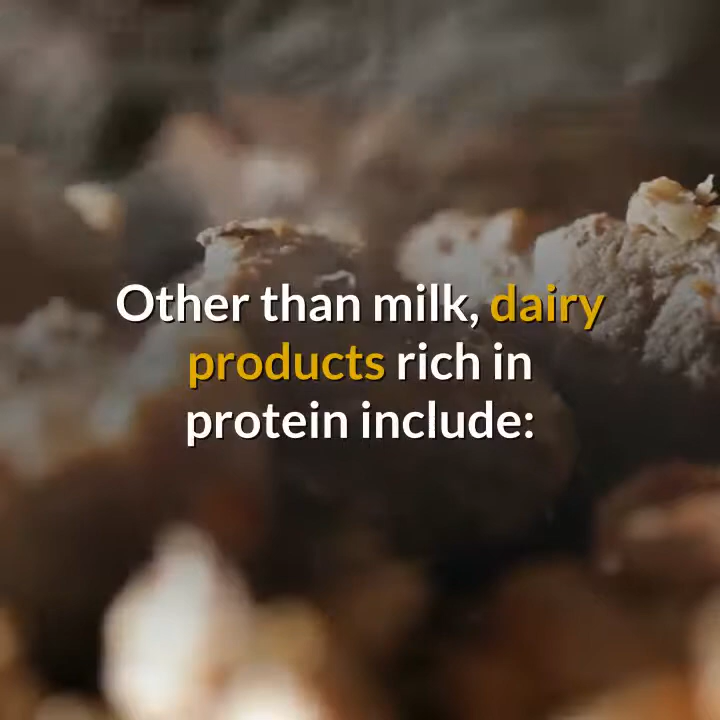 Other than milk, dairy
products rich in
protein include: